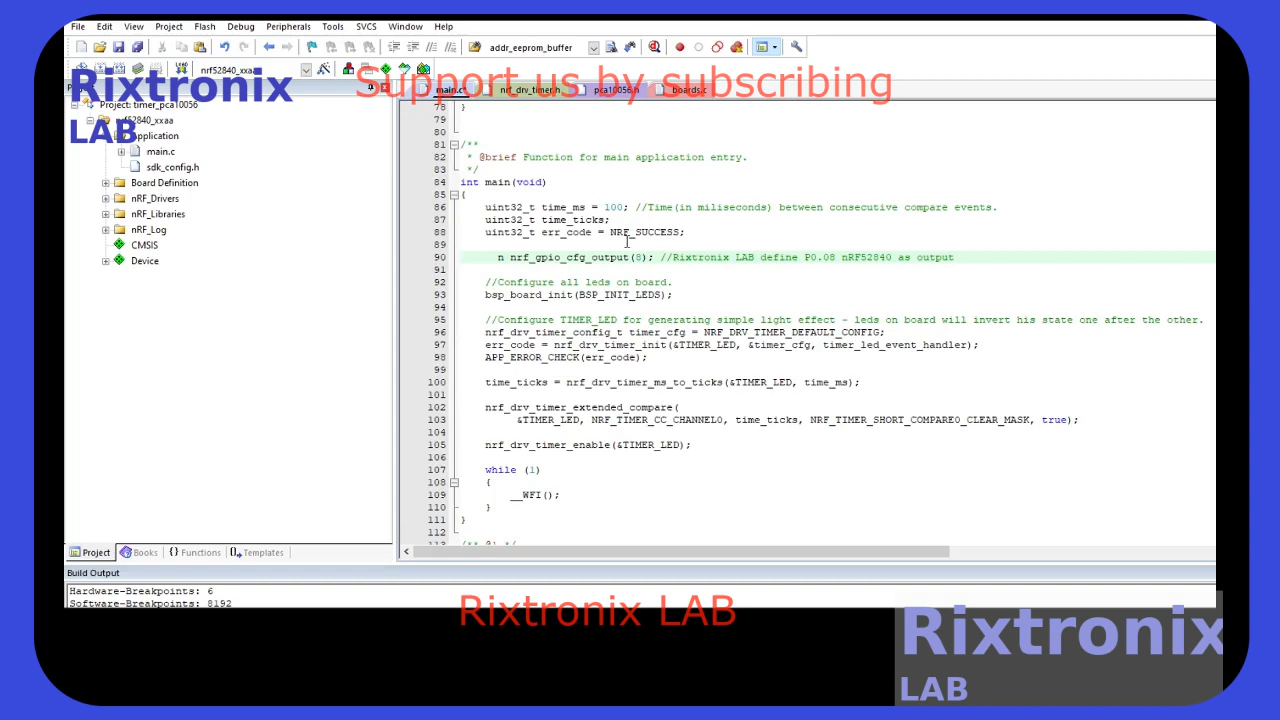 File Edit View Project Flash Debug Peripherals Tools SVCS Window Help
addr_eeprom_buffer
nrf52840_xxaa
Rixtronix
LAB
Support us by subscribing
main.c* nrf_drv_timer.h pca10056.h boards.c
Project: timer_pca10056
nrf52840_xxaa
Application
main.c
sdk_config.h
Board Definition
nRF_Drivers
nRF_Libraries
nRF_Log
CMSIS
Device
78 }
79
80
81 /**
82 * @brief Function for main application entry.
83 */
84 int main(void)
85 {
86 uint32_t time_ms = 100; //Time(in miliseconds) between consecutive compare events.
87 uint32_t time_ticks;
88 uint32_t err_code = NRF_SUCCESS;
89
90 n nrf_gpio_cfg_output(8); //Rixtronix LAB define P0.08 nRF52840 as output
91
92 //Configure all leds on board.
93 bsp_board_init(BSP_INIT_LEDS);
94
95 //Configure TIMER_LED for generating simple light effect - leds on board will invert his state one after the other.
96 nrf_drv_timer_config_t timer_cfg = NRF_DRV_TIMER_DEFAULT_CONFIG;
97 err_code = nrf_drv_timer_init(&TIMER_LED, &timer_cfg, timer_led_event_handler);
98 APP_ERROR_CHECK(err_code);
99
100 time_ticks = nrf_drv_timer_ms_to_ticks(&TIMER_LED, time_ms);
101
102 nrf_drv_timer_extended_compare(
103 &TIMER_LED, NRF_TIMER_CC_CHANNEL0, time_ticks, NRF_TIMER_SHORT_COMPARE0_CLEAR_MASK, true);
104
105 nrf_drv_timer_enable(&TIMER_LED);
106
107 while (1)
108 {
109 __WFI();
110 }
111 }
112
Project Books {} Functions Templates
Build Output
Hardware-Breakpoints: 6
Software-Breakpoints: 8192
Rixtronix LAB
Rixtronix
LAB